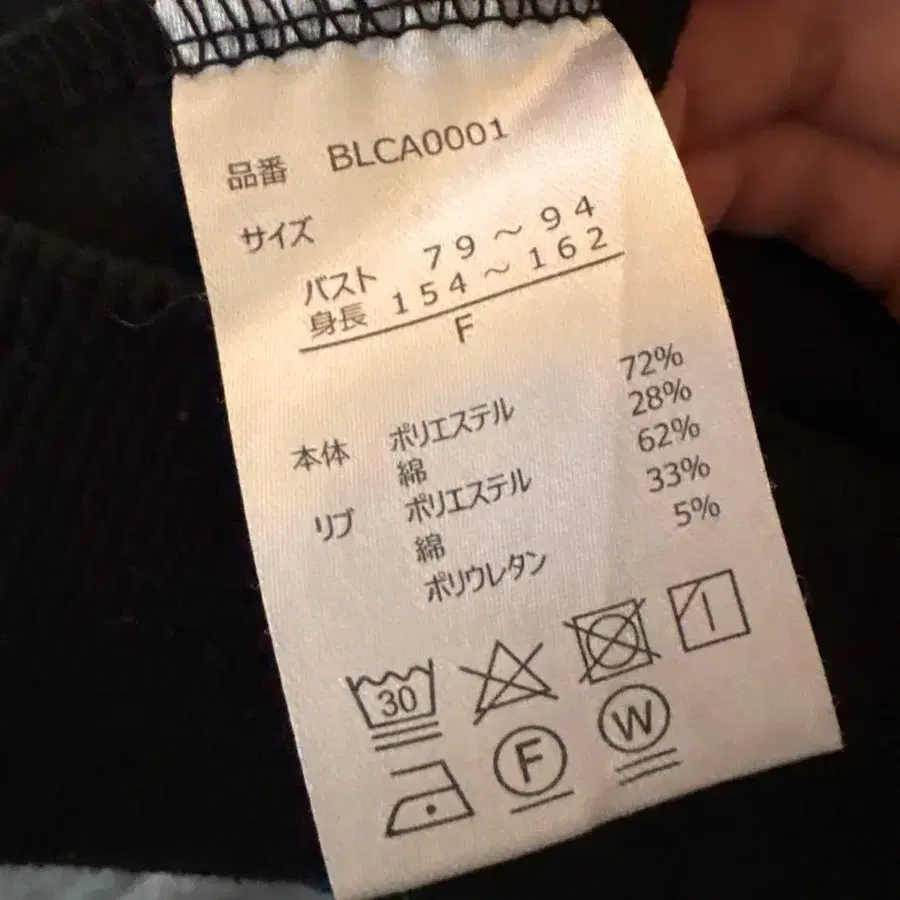 品番 BLCA0001
サイズ
バスト 79～94
身長 154～162
F
本体 ポリエステル 72%
綿 28%
リブ ポリエステル 62%
綿 33%
ポリウレタン 5%
30
F W